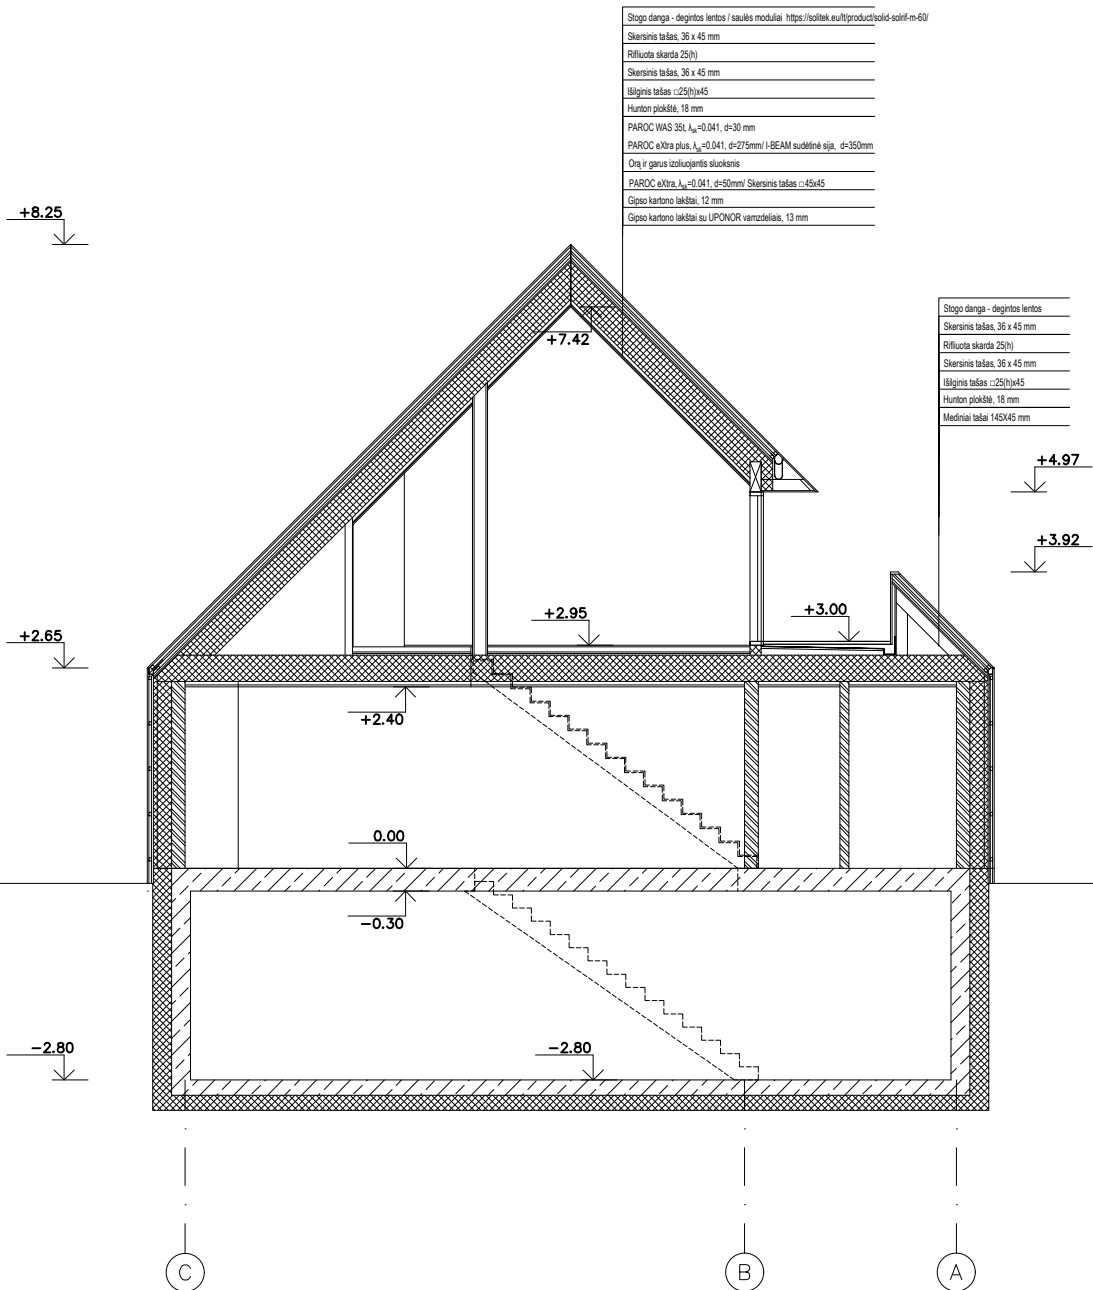 Stogo danga - degintos lentos / saulės moduliai https://solitek.eu/lt/product/solid-solrif-m-60/
Skersinis tašas, 36 x 45 mm
Rifliuota skarda 25(h)
Skersinis tašas, 36 x 45 mm
Išilginis tašas □25(h)x45
Hunton plokštė, 18 mm
PAROC WAS 35t, λsk=0.041, d=30 mm
PAROC eXtra plus, λsk=0.041, d=275mm/ I-BEAM sudėtinė sija, d=350mm
Orą ir garus izoliuojantis sluoksnis
PAROC eXtra, λsk=0.041, d=50mm/ Skersinis tašas □45x45
Gipso kartono lakštai, 12 mm
Gipso kartono lakštai su UPONOR vamzdeliais, 13 mm
+8.25
Stogo danga - degintos lentos
Skersinis tašas, 36 x 45 mm
Rifliuota skarda 25(h)
Skersinis tašas, 36 x 45 mm
Išilginis tašas □25(h)x45
Hunton plokštė, 18 mm
Mediniai tašai 145X45 mm
+7.42
+4.97
+3.92
+2.95
+3.00
+2.65
+2.40
0.00
-0.30
-2.80
-2.80
C
B
A